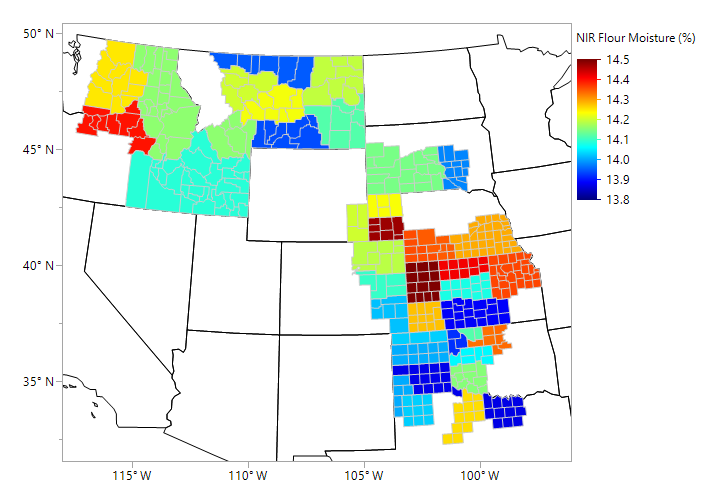 50° N
45° N
40° N
35° N
115° W
110° W
105° W
100° W
NIR Flour Moisture (%)
14.5
14.4
14.3
14.2
14.1
14.0
13.9
13.8